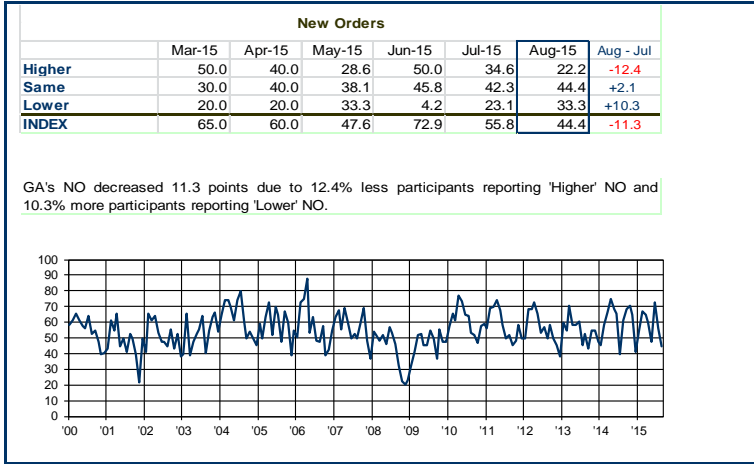 New Orders
Mar-15 Apr-15 May-15 Jun-15 Jul-15 Aug-15 Aug - Jul
Higher 50.0 40.0 28.6 50.0 34.6 22.2 -12.4
Same 30.0 40.0 38.1 45.8 42.3 44.4 +2.1
Lower 20.0 20.0 33.3 4.2 23.1 33.3 +10.3
INDEX 65.0 60.0 47.6 72.9 55.8 44.4 -11.3
GA's NO decreased 11.3 points due to 12.4% less participants reporting 'Higher' NO and
10.3% more participants reporting 'Lower' NO.
100
90
80
70
60
50
40
30
20
10
0
'00 '01 '02 '03 '04 '05 '06 '07 '08 '09 '10 '11 '12 '13 '14 '15